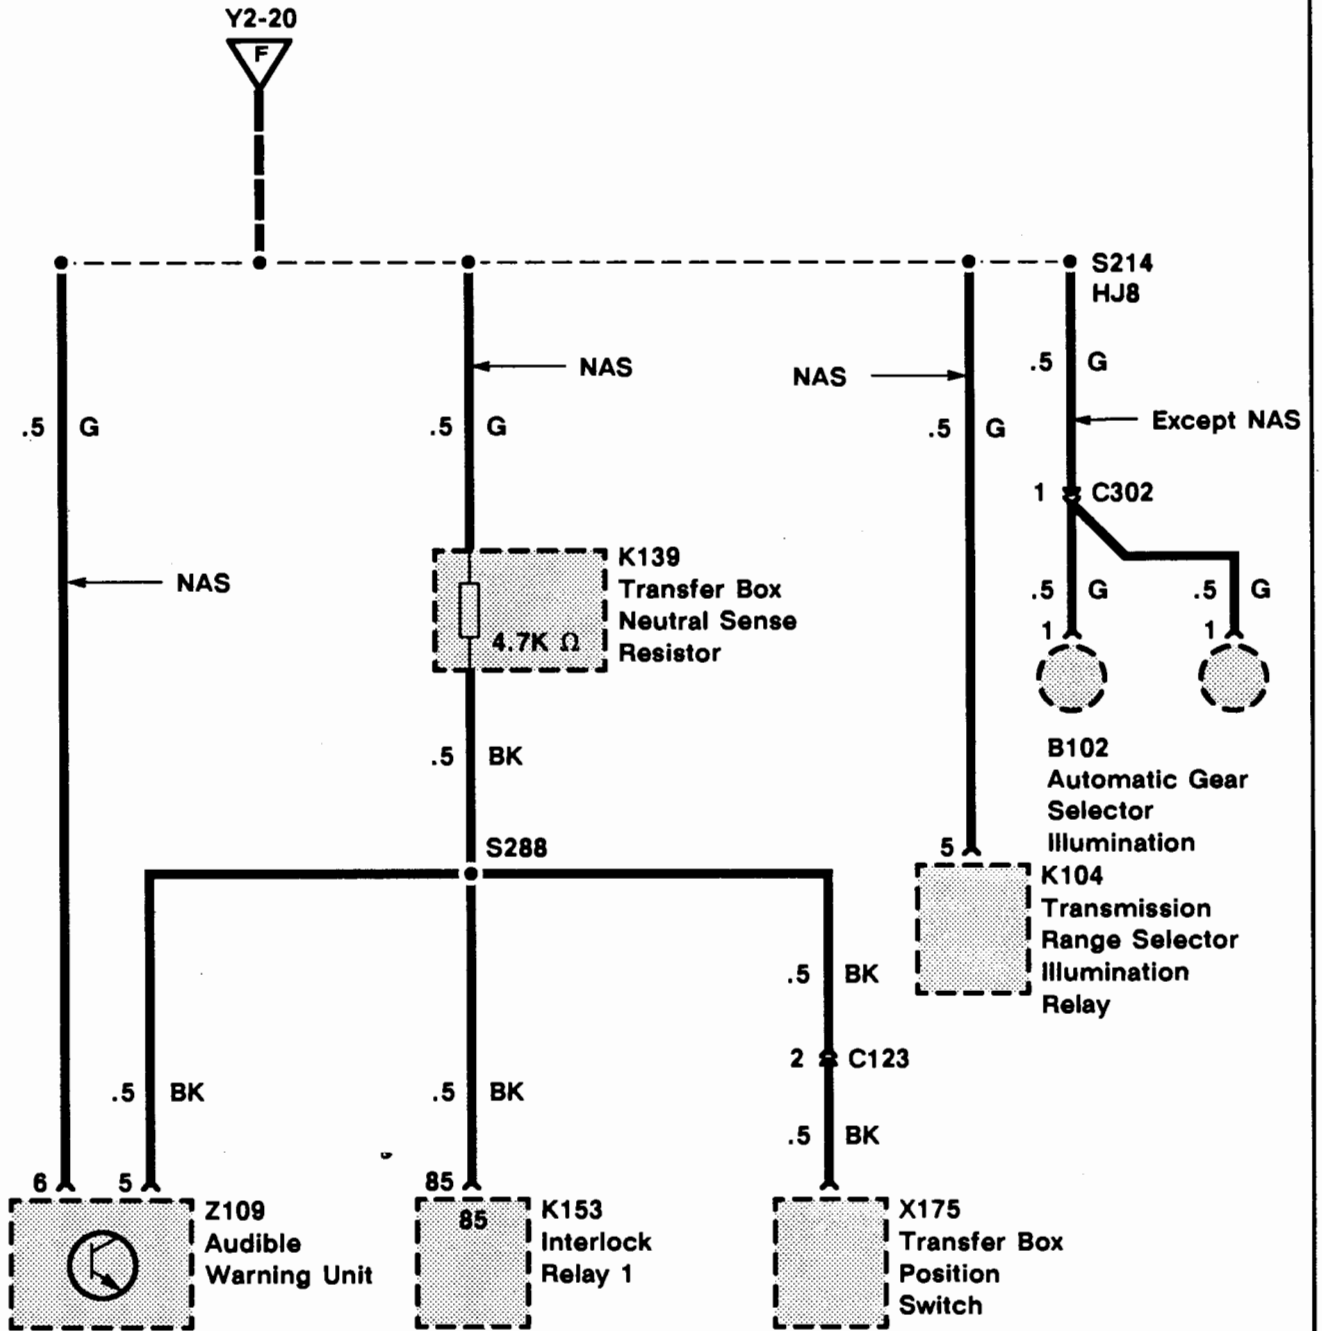 Y2-20
F
S214
HJ8
NAS
NAS
.5 G
Except NAS
.5 G
.5 G
.5 G
1 C302
K139
Transfer Box
Neutral Sense
Resistor
4.7K Ω
NAS
.5 G
.5 G
1
1
.5 BK
B102
Automatic Gear
Selector
Illumination
S288
5
K104
Transmission
Range Selector
Illumination
Relay
.5 BK
2 C123
.5 BK
.5 BK
.5 BK
6
5
85
85
Z109
Audible
Warning Unit
K153
Interlock
Relay 1
X175
Transfer Box
Position
Switch